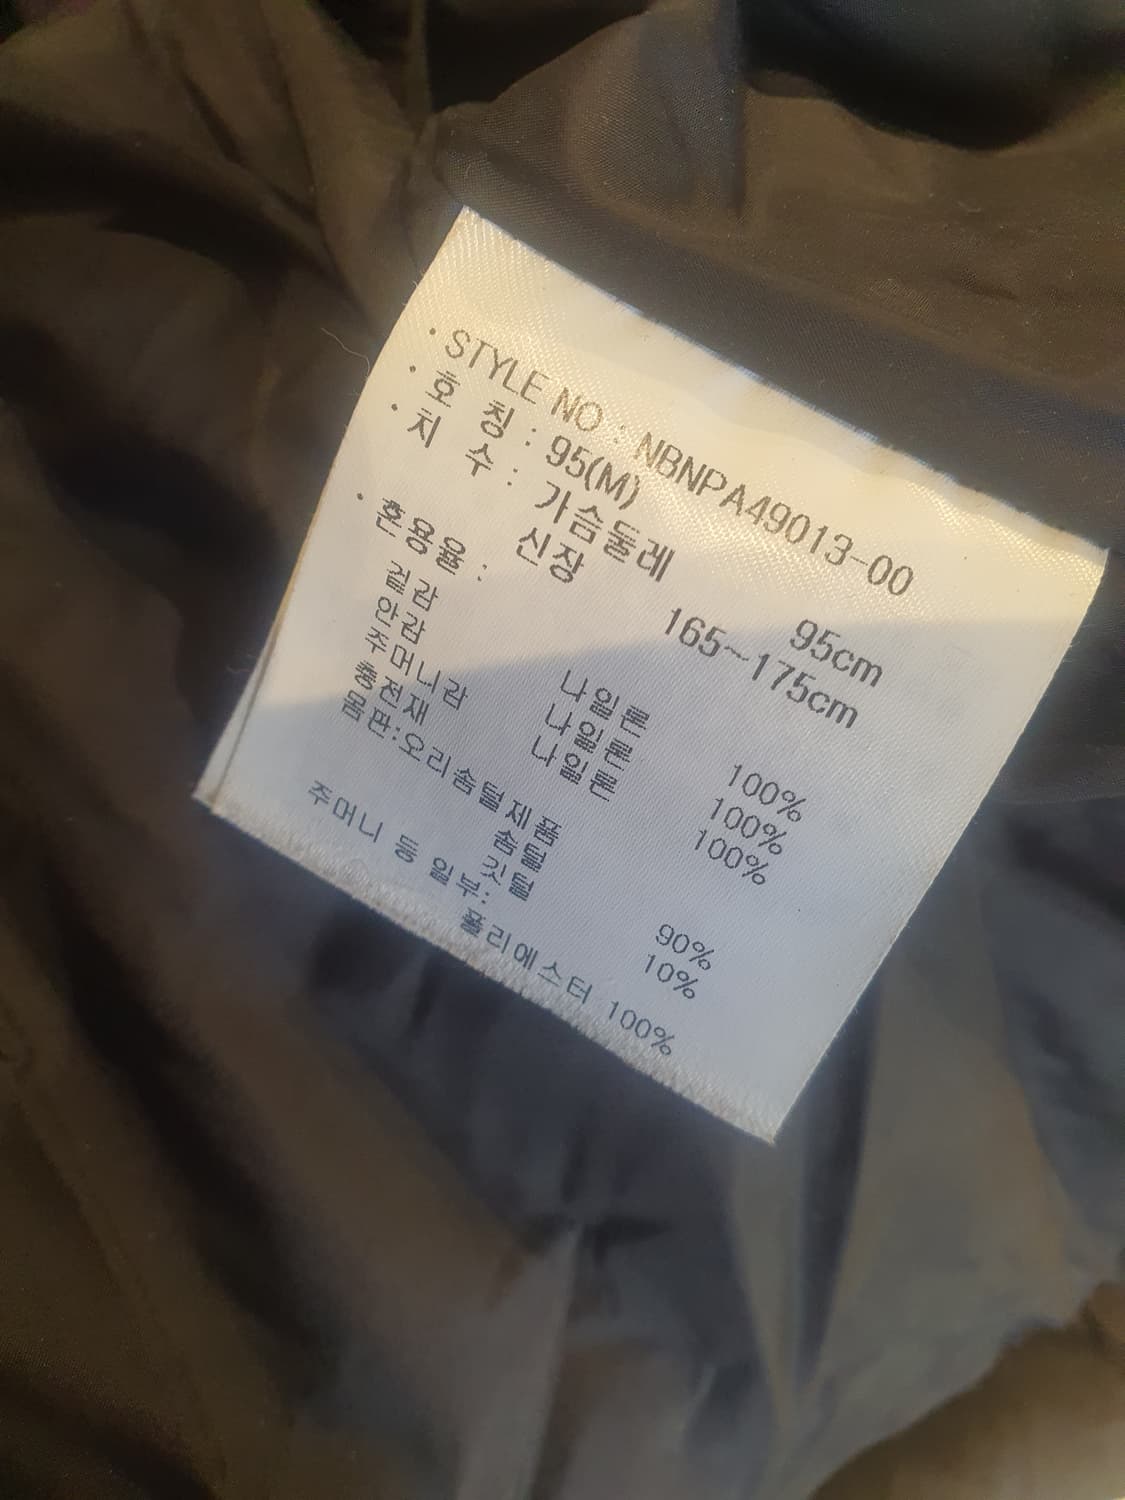 · STYLE NO : NBNPA49013-00
· 호 칭 : 95(M)
· 치 수 : 가슴둘레 95cm
신장 165~175cm
· 혼용율 :
겉감 나일론 100%
안감 나일론 100%
주머니감 나일론 100%
충전재
몸판:오리솜털제품
솜털 90%
깃털 10%
주머니 등 일부:
폴리에스터 100%